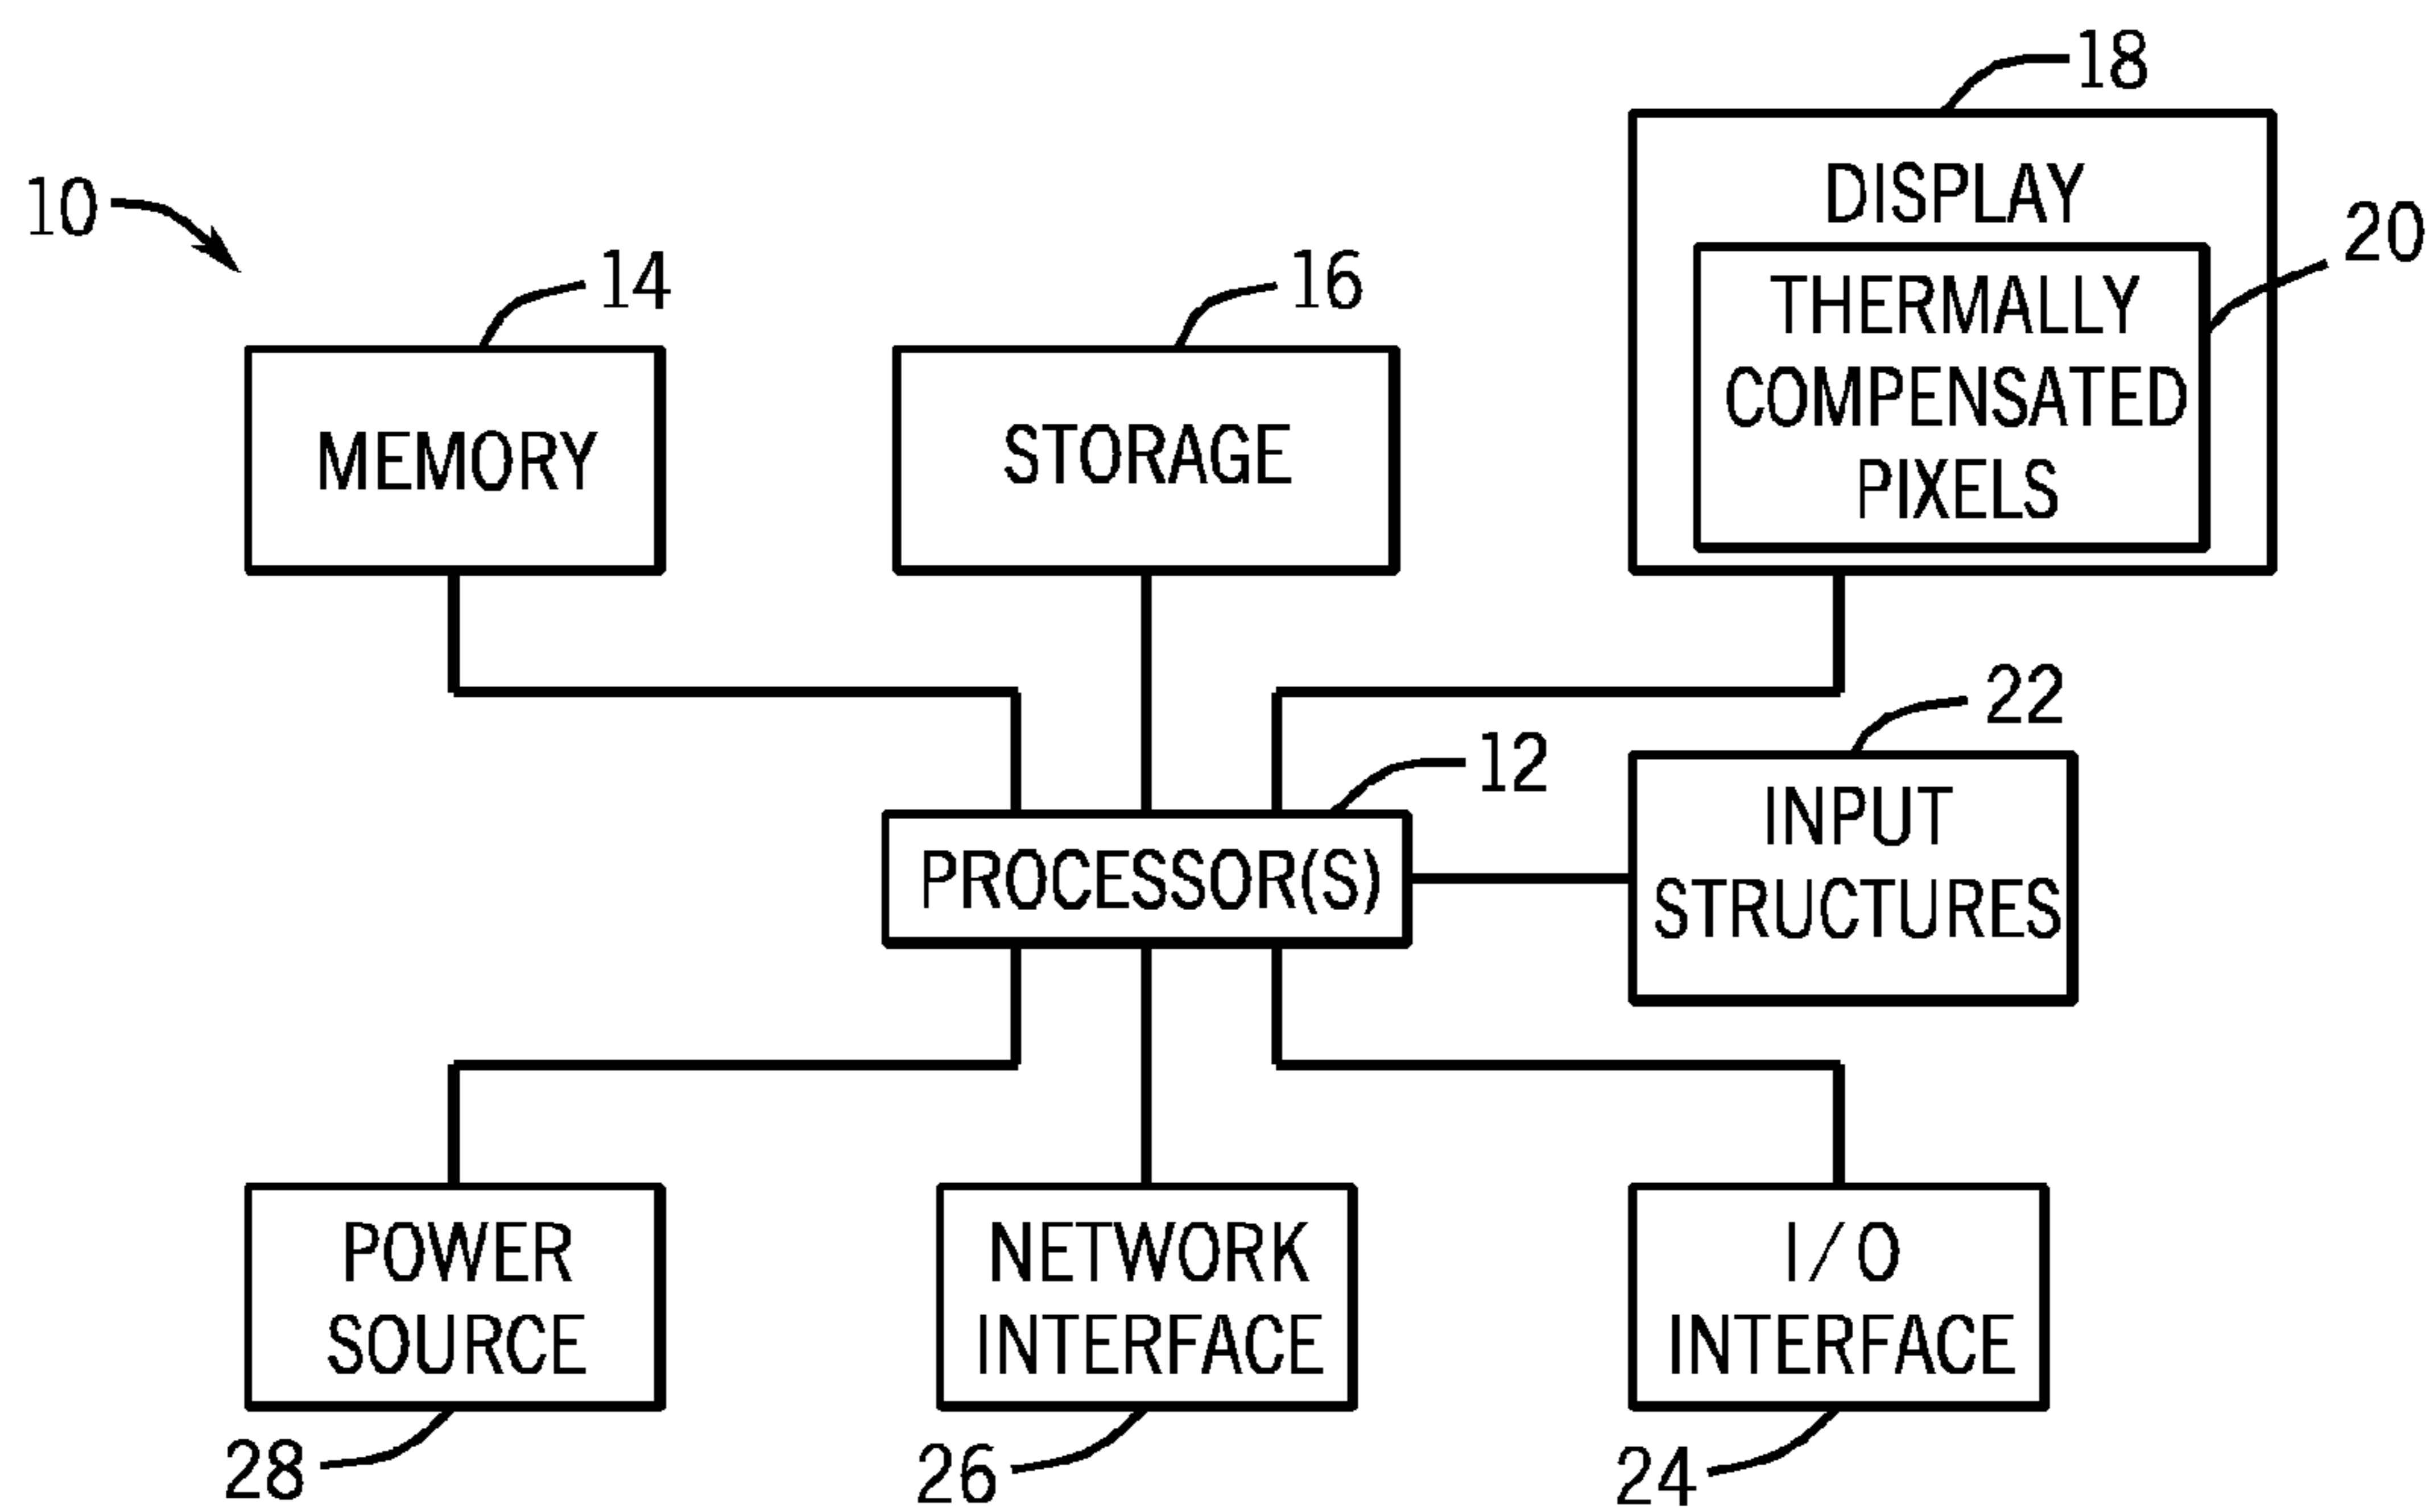 18
10
DISPLAY
20
14
16
THERMALLY
COMPENSATED
PIXELS
MEMORY
STORAGE
22
12
INPUT
STRUCTURES
PROCESSOR(S)
POWER
SOURCE
NETWORK
INTERFACE
I/O
INTERFACE
28
26
24